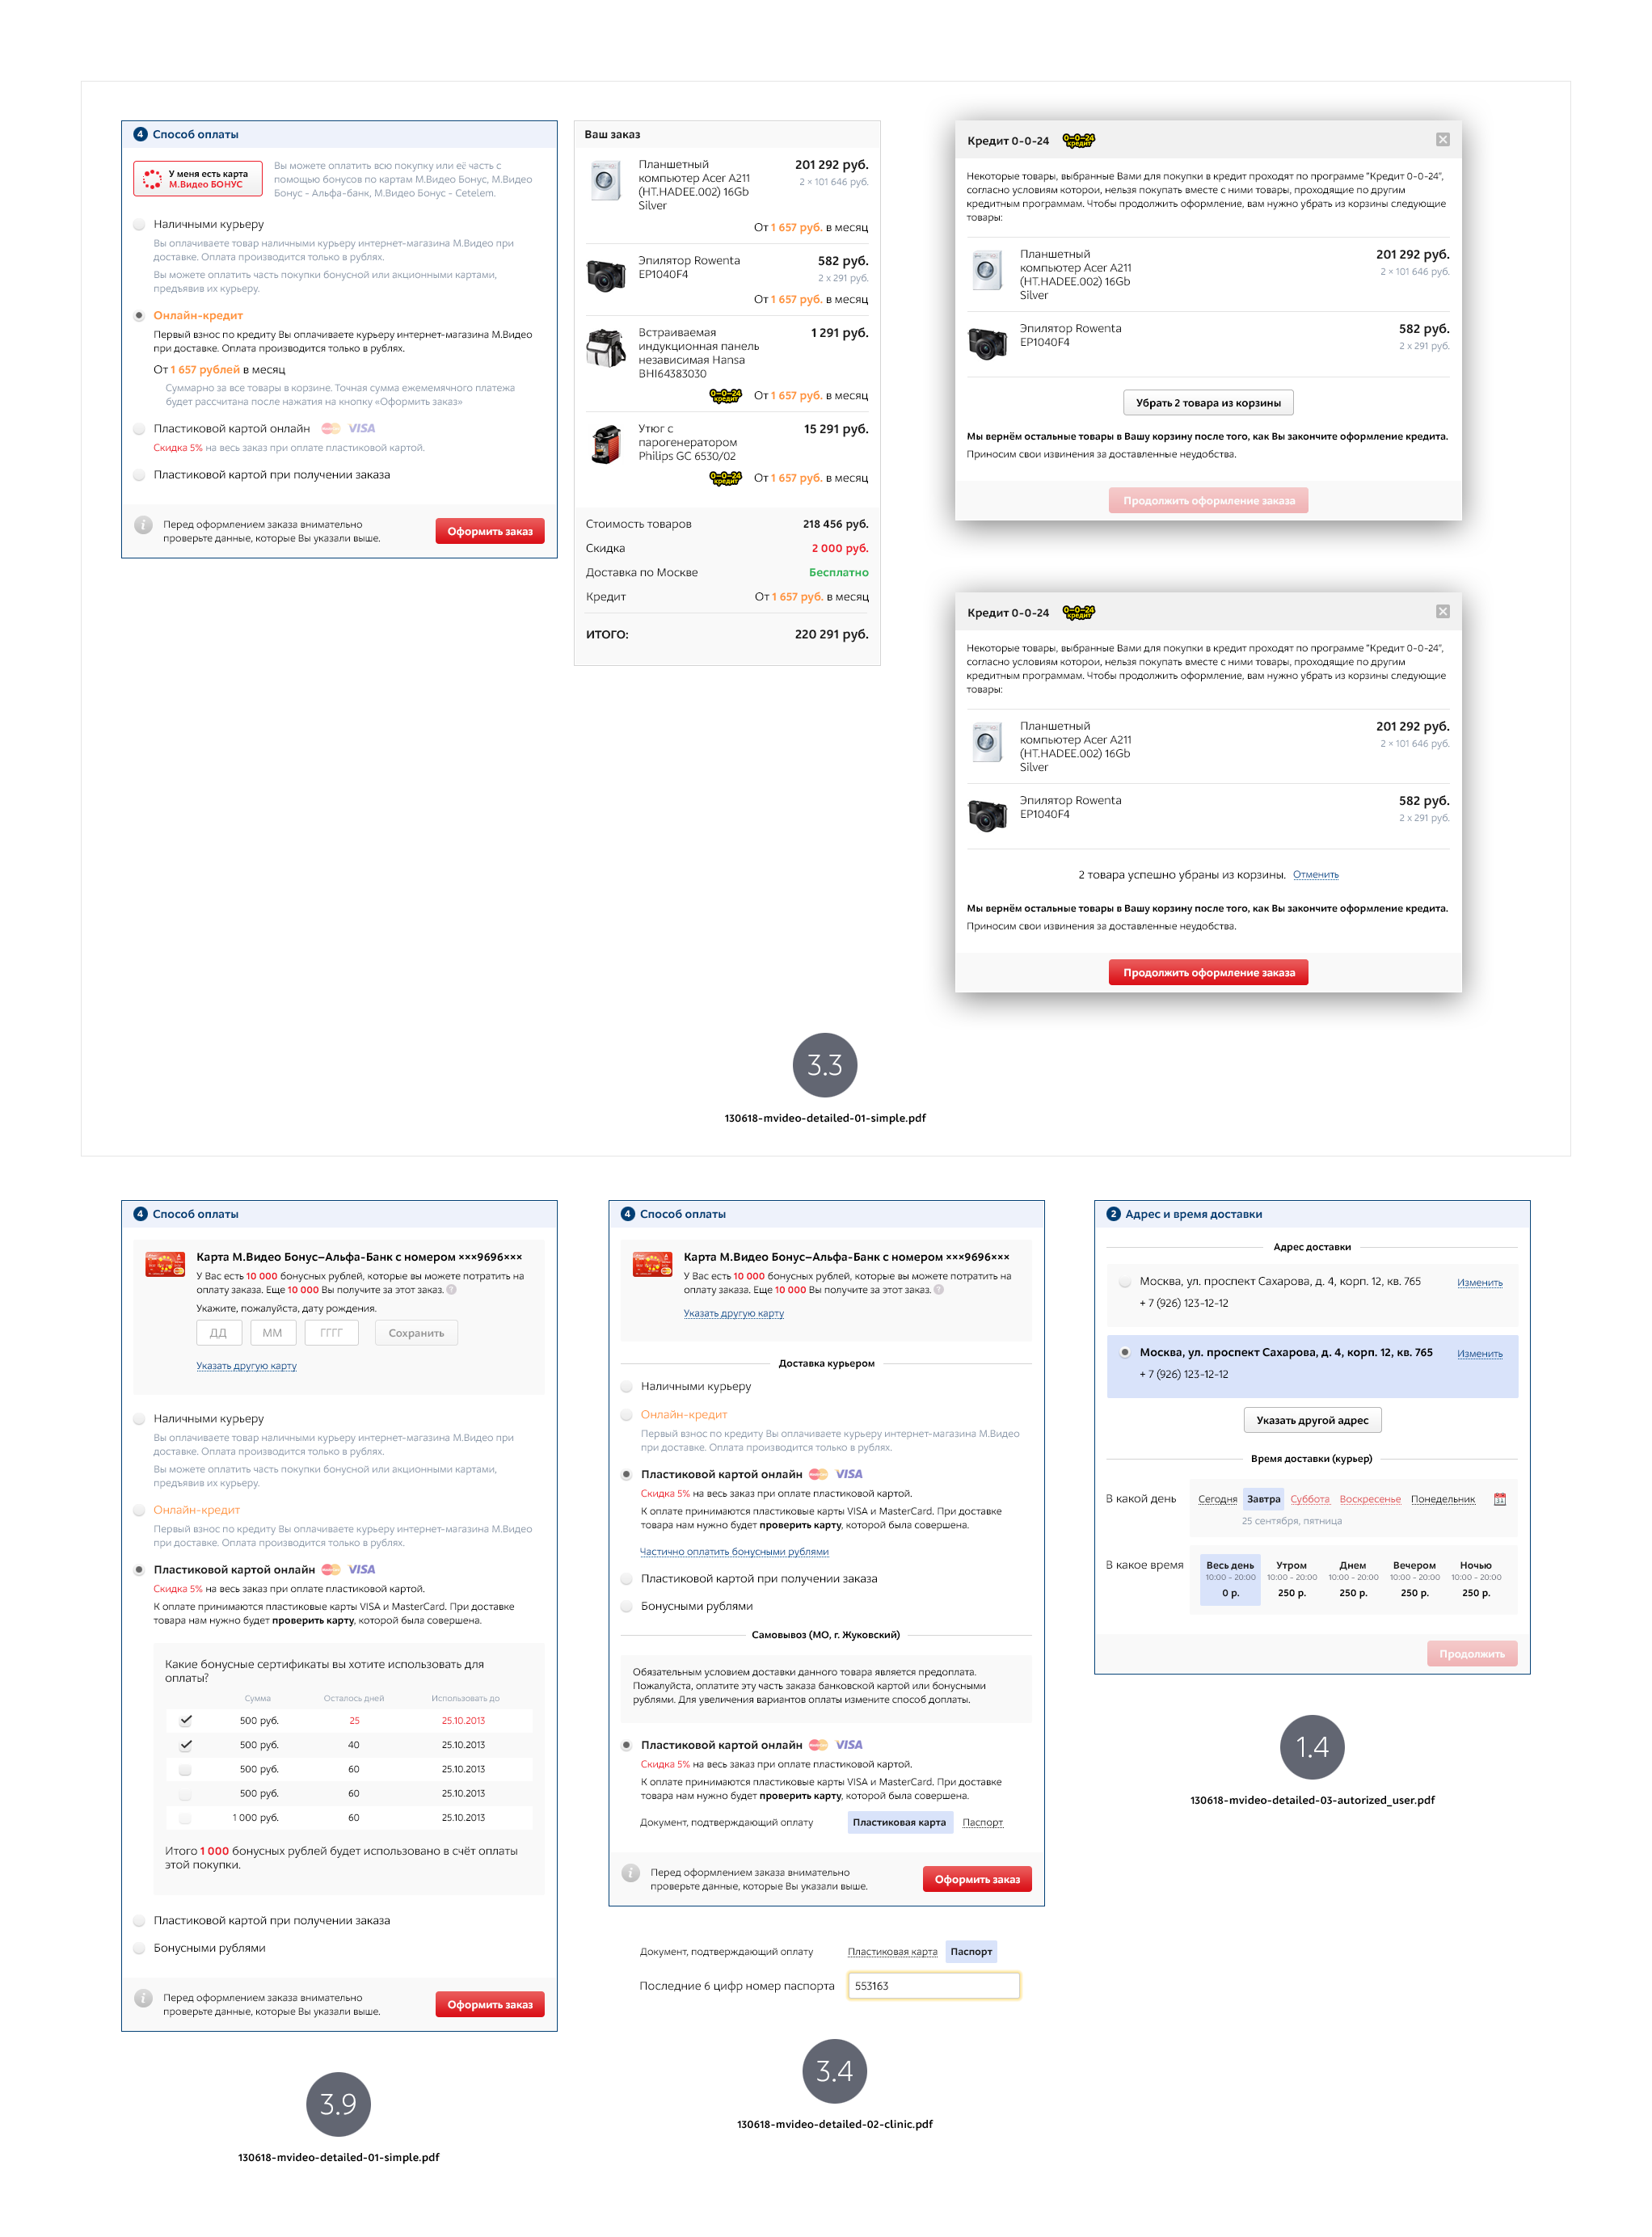 4 Способ оплаты
У меня есть карта
М.Видео БОНУС
Вы можете оплатить всю покупку или её часть с
помощью бонусов по картам М.Видео Бонус, М.Видео
Бонус - Альфа-банк, М.Видео Бонус - Cetelem.
Наличными курьеру
Вы оплачиваете товар наличными курьеру интернет-магазина М.Видео при
доставке. Оплата производится только в рублях.
Вы можете оплатить часть покупки бонусной или акционными картами,
предъявив их курьеру.
Онлайн-кредит
Первый взнос по кредиту Вы оплачиваете курьеру интернет-магазина М.Видео
при доставке. Оплата производится только в рублях.
От 1 657 рублей в месяц
Суммарно за все товары в корзине. Точная сумма ежемемячного платежа
будет рассчитана после нажатия на кнопку «Оформить заказ»
Пластиковой картой онлайн VISA
Скидка 5% на весь заказ при оплате пластиковой картой.
Пластиковой картой при получении заказа
i Перед оформлением заказа внимательно
проверьте данные, которые Вы указали выше.
Оформить заказ
Ваш заказ
Планшетный
компьютер Acer A211
(HT.HADEE.002) 16Gb
Silver
201 292 руб.
2 × 101 646 руб.
От 1 657 руб. в месяц
Эпилятор Rowenta
EP1040F4
582 руб.
2 x 291 руб.
От 1 657 руб. в месяц
Встраиваемая
индукционная панель
независимая Hansa
BHI64383030
1 291 руб.
0-0-24
кредит
От 1 657 руб. в месяц
Утюг с
парогенератором
Philips GC 6530/02
15 291 руб.
0-0-24
кредит
От 1 657 руб. в месяц
Стоимость товаров 218 456 руб.
Скидка 2 000 руб.
Доставка по Москве Бесплатно
Кредит От 1 657 руб. в месяц
ИТОГО: 220 291 руб.
Кредит 0-0-24
0-0-24
кредит
Некоторые товары, выбранные Вами для покупки в кредит проходят по программе "Кредит 0-0-24",
согласно условиям которои, нельзя покупать вместе с ними товары, проходящие по другим
кредитным программам. Чтобы продолжить оформление, вам нужно убрать из корзины следующие
товары:
Планшетный
компьютер Acer A211
(HT.HADEE.002) 16Gb
Silver
201 292 руб.
2 × 101 646 руб.
Эпилятор Rowenta
EP1040F4
582 руб.
2 x 291 руб.
Убрать 2 товара из корзины
Мы вернём остальные товары в Вашу корзину после того, как Вы закончите оформление кредита.
Приносим свои извинения за доставленные неудобства.
Продолжить оформление заказа
Кредит 0-0-24
0-0-24
кредит
Некоторые товары, выбранные Вами для покупки в кредит проходят по программе "Кредит 0-0-24",
согласно условиям которои, нельзя покупать вместе с ними товары, проходящие по другим
кредитным программам. Чтобы продолжить оформление, вам нужно убрать из корзины следующие
товары:
Планшетный
компьютер Acer A211
(HT.HADEE.002) 16Gb
Silver
201 292 руб.
2 × 101 646 руб.
Эпилятор Rowenta
EP1040F4
582 руб.
2 x 291 руб.
2 товара успешно убраны из корзины. Отменить
Мы вернём остальные товары в Вашу корзину после того, как Вы закончите оформление кредита.
Приносим свои извинения за доставленные неудобства.
Продолжить оформление заказа
3.3
130618-mvideo-detailed-01-simple.pdf
4 Способ оплаты
Карта М.Видео Бонус–Альфа-Банк с номером ×××9696×××
У Вас есть 10 000 бонусных рублей, которые вы можете потратить на
оплату заказа. Еще 10 000 Вы получите за этот заказ. ?
Укажите, пожалуйста, дату рождения.
ДД ММ ГГГГ Сохранить
Указать другую карту
Наличными курьеру
Вы оплачиваете товар наличными курьеру интернет-магазина М.Видео при
доставке. Оплата производится только в рублях.
Вы можете оплатить часть покупки бонусной или акционными картами,
предъявив их курьеру.
Онлайн-кредит
Первый взнос по кредиту Вы оплачиваете курьеру интернет-магазина М.Видео
при доставке. Оплата производится только в рублях.
Пластиковой картой онлайн VISA
Скидка 5% на весь заказ при оплате пластиковой картой.
К оплате принимаются пластиковые карты VISA и MasterCard. При доставке
товара нам нужно будет проверить карту, которой была совершена.
Какие бонусные сертификаты вы хотите использовать для
оплаты?
Сумма Осталось дней Использовать до
500 руб. 25 25.10.2013
500 руб. 40 25.10.2013
500 руб. 60 25.10.2013
500 руб. 60 25.10.2013
1 000 руб. 60 25.10.2013
Итого 1 000 бонусных рублей будет использовано в счёт оплаты
этой покупки.
Пластиковой картой при получении заказа
Бонусными рублями
i Перед оформлением заказа внимательно
проверьте данные, которые Вы указали выше.
Оформить заказ
3.9
130618-mvideo-detailed-01-simple.pdf
4 Способ оплаты
Карта М.Видео Бонус–Альфа-Банк с номером ×××9696×××
У Вас есть 10 000 бонусных рублей, которые вы можете потратить на
оплату заказа. Еще 10 000 Вы получите за этот заказ. ?
Указать другую карту
Доставка курьером
Наличными курьеру
Онлайн-кредит
Первый взнос по кредиту Вы оплачиваете курьеру интернет-магазина М.Видео
при доставке. Оплата производится только в рублях.
Пластиковой картой онлайн VISA
Скидка 5% на весь заказ при оплате пластиковой картой.
К оплате принимаются пластиковые карты VISA и MasterCard. При доставке
товара нам нужно будет проверить карту, которой была совершена.
Частично оплатить бонусными рублями
Пластиковой картой при получении заказа
Бонусными рублями
Самовывоз (МО, г. Жуковский)
Обязательным условием доставки данного товара является предоплата.
Пожалуйста, оплатите эту часть заказа банковской картой или бонусными
рублями. Для увеличения вариантов оплаты измените способ доплаты.
Пластиковой картой онлайн VISA
Скидка 5% на весь заказ при оплате пластиковой картой.
К оплате принимаются пластиковые карты VISA и MasterCard. При доставке
товара нам нужно будет проверить карту, которой была совершена.
Документ, подтверждающий оплату Пластиковая карта Паспорт
i Перед оформлением заказа внимательно
проверьте данные, которые Вы указали выше.
Оформить заказ
Документ, подтверждающий оплату Пластиковая карта Паспорт
Последние 6 цифр номер паспорта 553163
3.4
130618-mvideo-detailed-02-clinic.pdf
2 Адрес и время доставки
Адрес доставки
Москва, ул. проспект Сахарова, д. 4, корп. 12, кв. 765 Изменить
+ 7 (926) 123-12-12
Москва, ул. проспект Сахарова, д. 4, корп. 12, кв. 765 Изменить
+ 7 (926) 123-12-12
Указать другой адрес
Время доставки (курьер)
В какой день Сегодня Завтра Суббота Воскресенье Понедельник
25 сентября, пятница
В какое время Весь день Утром Днем Вечером Ночью
10:00 - 20:00 10:00 - 20:00 10:00 - 20:00 10:00 - 20:00 10:00 - 20:00
0 р. 250 р. 250 р. 250 р. 250 р.
Продолжить
1.4
130618-mvideo-detailed-03-autorized_user.pdf